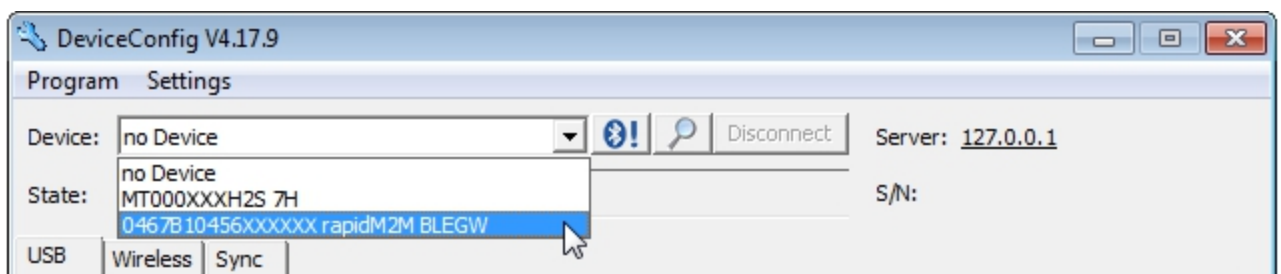 DeviceConfig V4.17.9
Program Settings
Device: no Device Disconnect Server: 127.0.0.1
no Device
State: MT000XXXH2S 7H S/N:
0467B10456XXXXXX rapidM2M BLEGW
USB Wireless Sync